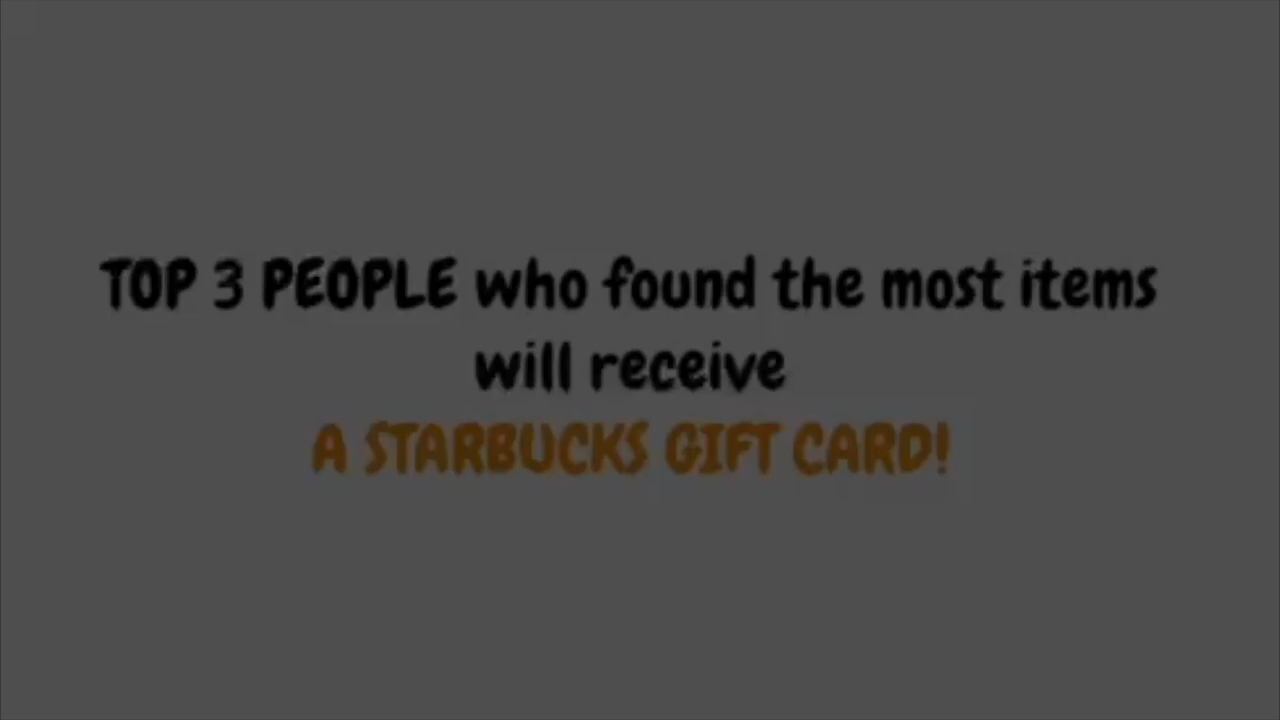 TOP 3 PEOPLE who found the most items
will receive
A STARBUCKS GIFT CARD!